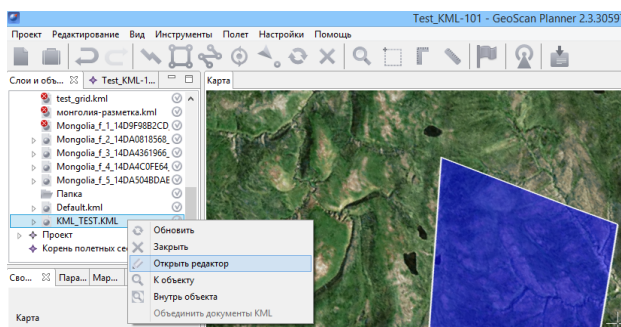 Test_KML-101 - GeoScan Planner 2.3.3059
Проект Редактирование Вид Инструменты Полет Настройки Помощь
Слои и объ... Test_KML-1... Карта
test_grid.kml
монголия-разметка.kml
Mongolia_f_1_14D9F98B2CD
Mongolia_f_2_14DA0818568_
Mongolia_f_3_14DA4361966_
Mongolia_f_4_14DA4C0FE64_
Mongolia_f_5_14DA504BDAE
Папка
Default.kml
KML_TEST.KML
Проект
Корень полетных се
Обновить
Закрыть
Открыть редактор
К объекту
Внутрь объекта
Объединить документы KML
Сво... Пара... Мар...
Карта